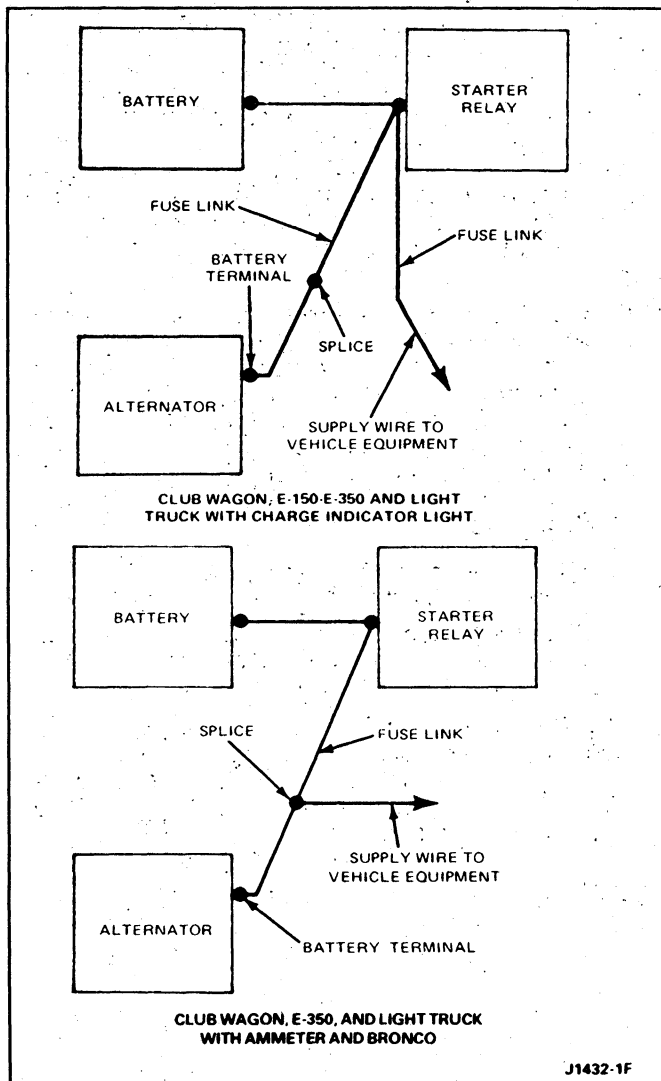 BATTERY
STARTER
RELAY
FUSE LINK
FUSE LINK
BATTERY
TERMINAL
SPLICE
ALTERNATOR
SUPPLY WIRE TO
VEHICLE EQUIPMENT
CLUB WAGON, E-150-E-350 AND LIGHT
TRUCK WITH CHARGE INDICATOR LIGHT
BATTERY
STARTER
RELAY
SPLICE
FUSE LINK
SUPPLY WIRE TO
VEHICLE EQUIPMENT
ALTERNATOR
BATTERY TERMINAL
CLUB WAGON, E-350, AND LIGHT TRUCK
WITH AMMETER AND BRONCO
J1432-1F